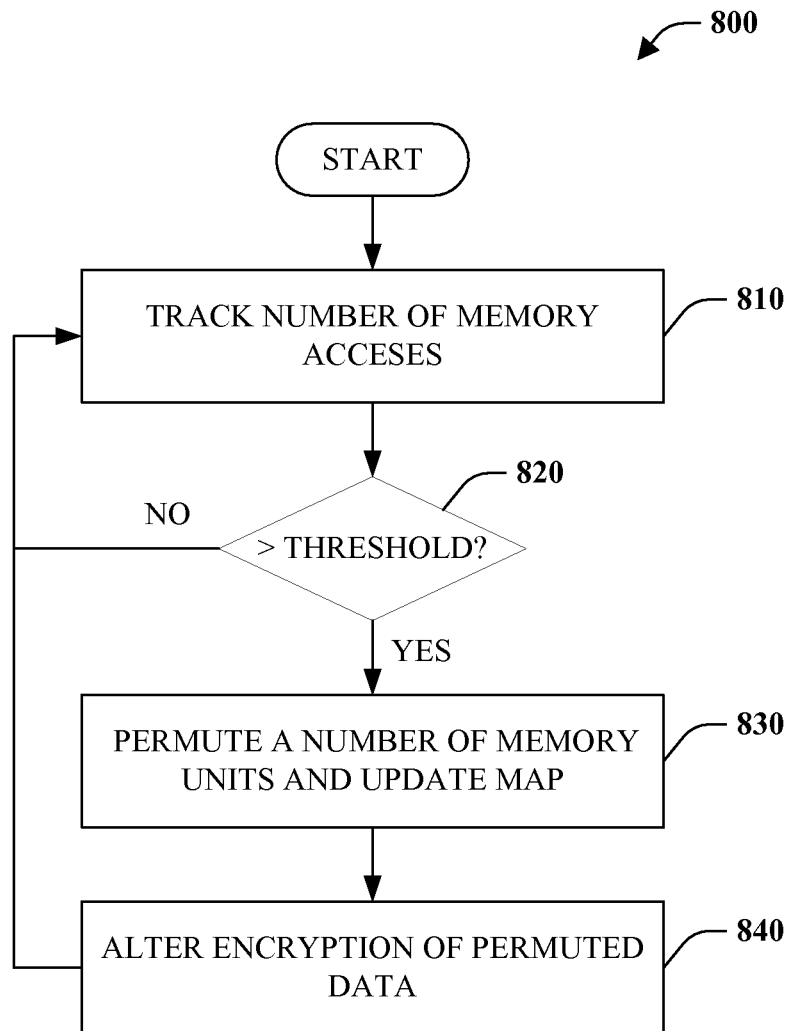 800
START
TRACK NUMBER OF MEMORY
ACCESES
810
> THRESHOLD?
820
NO
YES
PERMUTE A NUMBER OF MEMORY
UNITS AND UPDATE MAP
830
ALTER ENCRYPTION OF PERMUTED
DATA
840